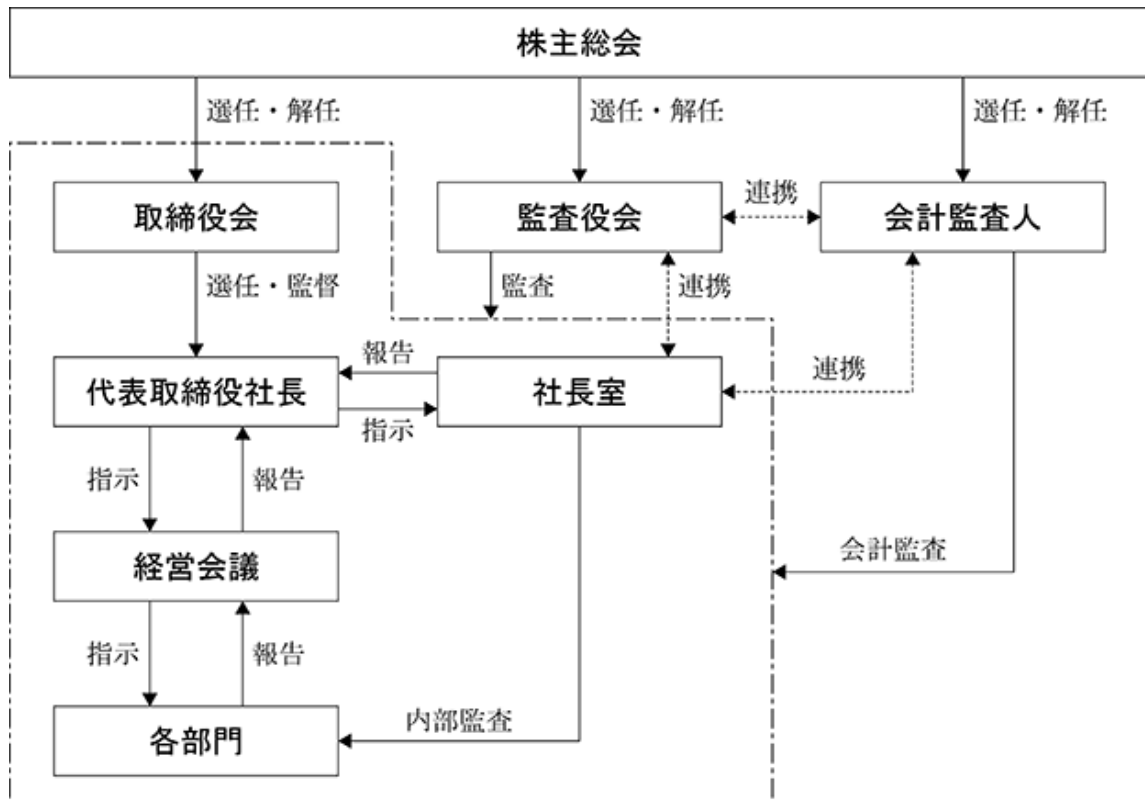 株主総会
選任・解任
選任・解任
選任・解任
取締役会
監査役会
連携
会計監査人
選任・監督
監査
連携
代表取締役社長
報告
指示
社長室
連携
指示
報告
経営会議
会計監査
指示
報告
各部門
内部監査